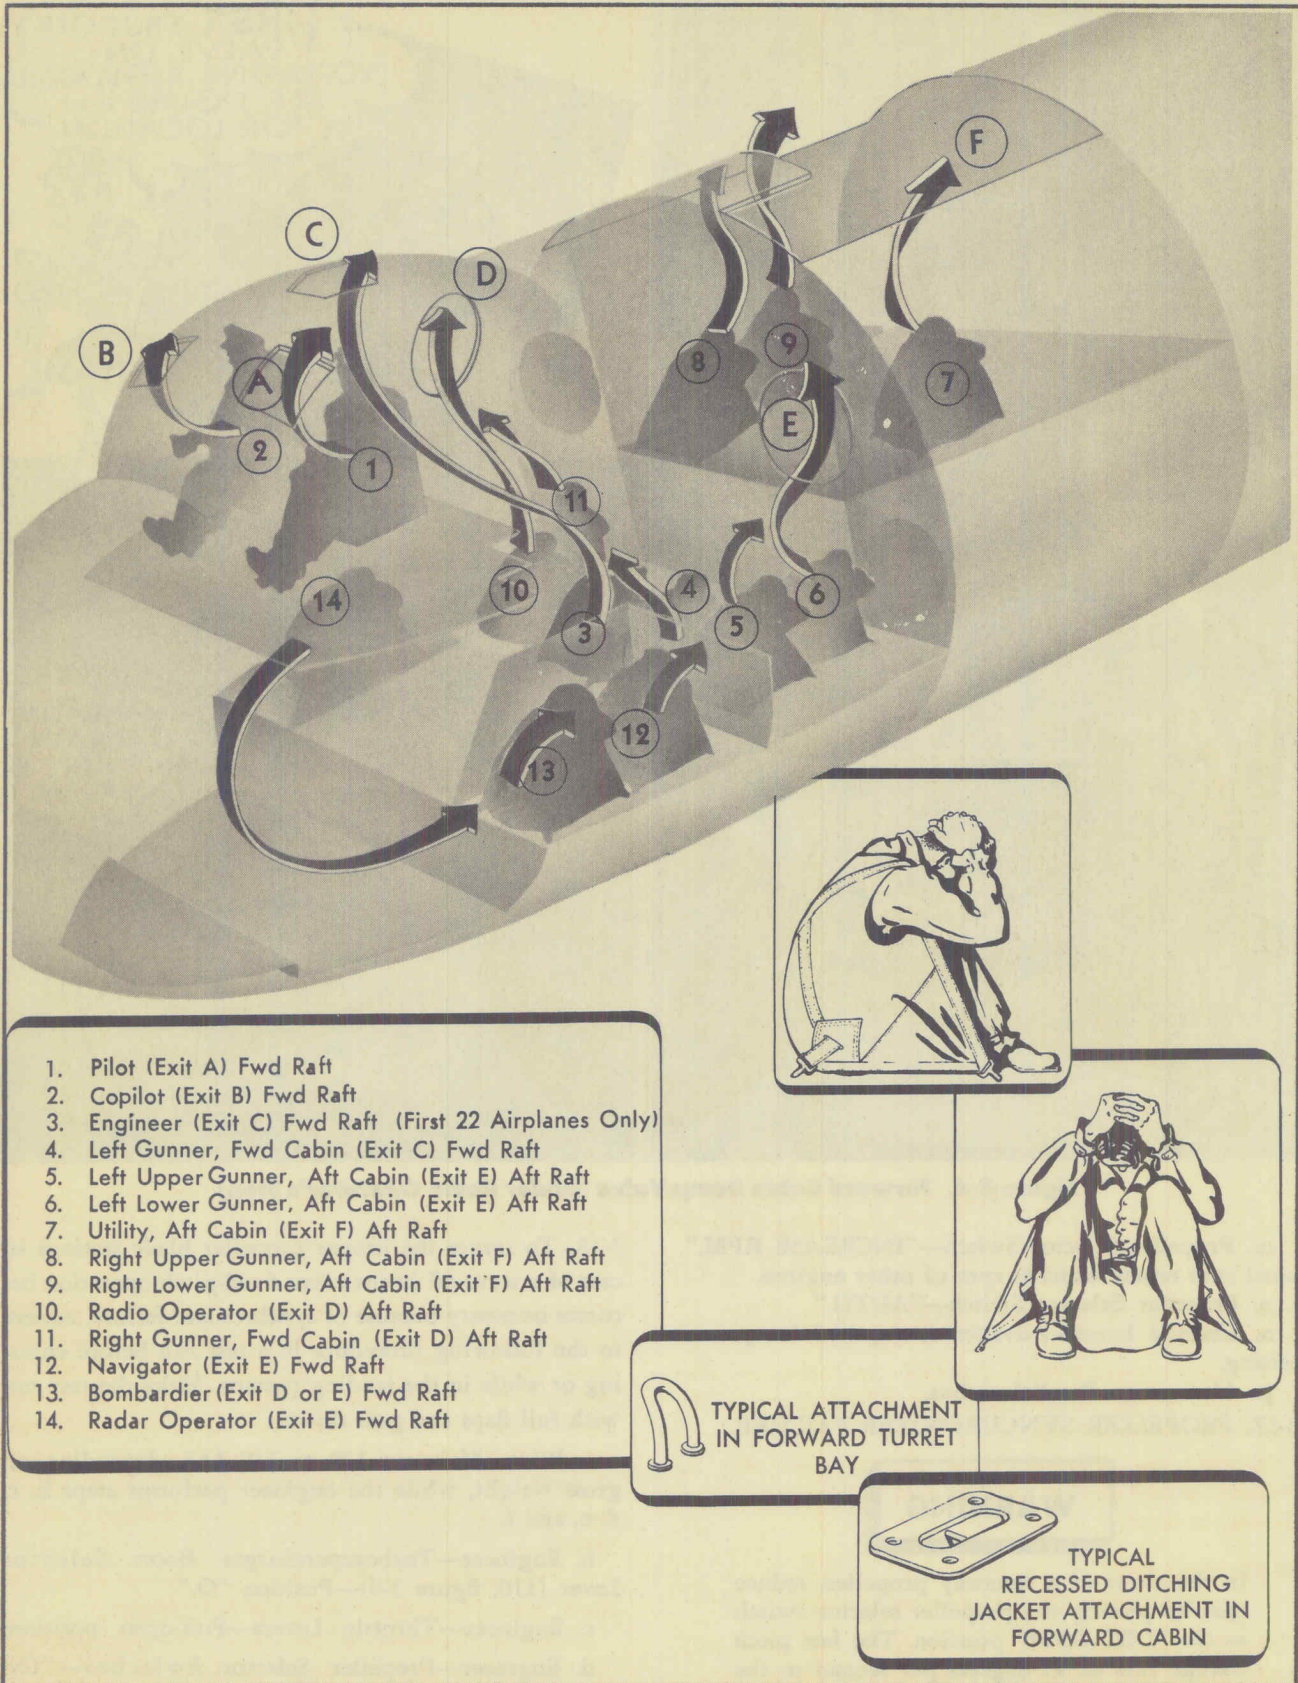 C
F
D
B
A
8
9
7
E
2
1
11
10
4
14
3
5
6
12
13
1. Pilot (Exit A) Fwd Raft
2. Copilot (Exit B) Fwd Raft
3. Engineer (Exit C) Fwd Raft (First 22 Airplanes Only)
4. Left Gunner, Fwd Cabin (Exit C) Fwd Raft
5. Left Upper Gunner, Aft Cabin (Exit E) Aft Raft
6. Left Lower Gunner, Aft Cabin (Exit E) Aft Raft
7. Utility, Aft Cabin (Exit F) Aft Raft
8. Right Upper Gunner, Aft Cabin (Exit F) Aft Raft
9. Right Lower Gunner, Aft Cabin (Exit F) Aft Raft
10. Radio Operator (Exit D) Aft Raft
11. Right Gunner, Fwd Cabin (Exit D) Aft Raft
12. Navigator (Exit E) Fwd Raft
13. Bombardier (Exit D or E) Fwd Raft
14. Radar Operator (Exit E) Fwd Raft
TYPICAL ATTACHMENT
IN FORWARD TURRET
BAY
TYPICAL
RECESSED DITCHING
JACKET ATTACHMENT IN
FORWARD CABIN